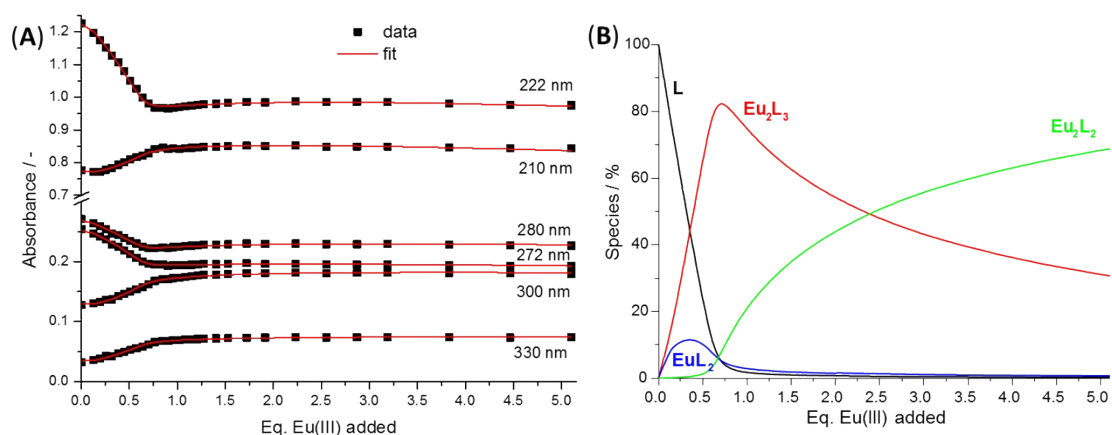 (A)
data
fit
222 nm
210 nm
280 nm
272 nm
300 nm
330 nm
1.2
1.1
1.0
0.9
0.8
0.7
0.2
0.1
0.0
Absorbance / -
0.0 0.5 1.0 1.5 2.0 2.5 3.0 3.5 4.0 4.5 5.0
Eq. Eu(III) added
(B)
100
80
60
40
20
0
Species / %
L
Eu₂L₃
Eu₂L₂
EuL₂
0.0 0.5 1.0 1.5 2.0 2.5 3.0 3.5 4.0 4.5 5.0
Eq. Eu(III) added